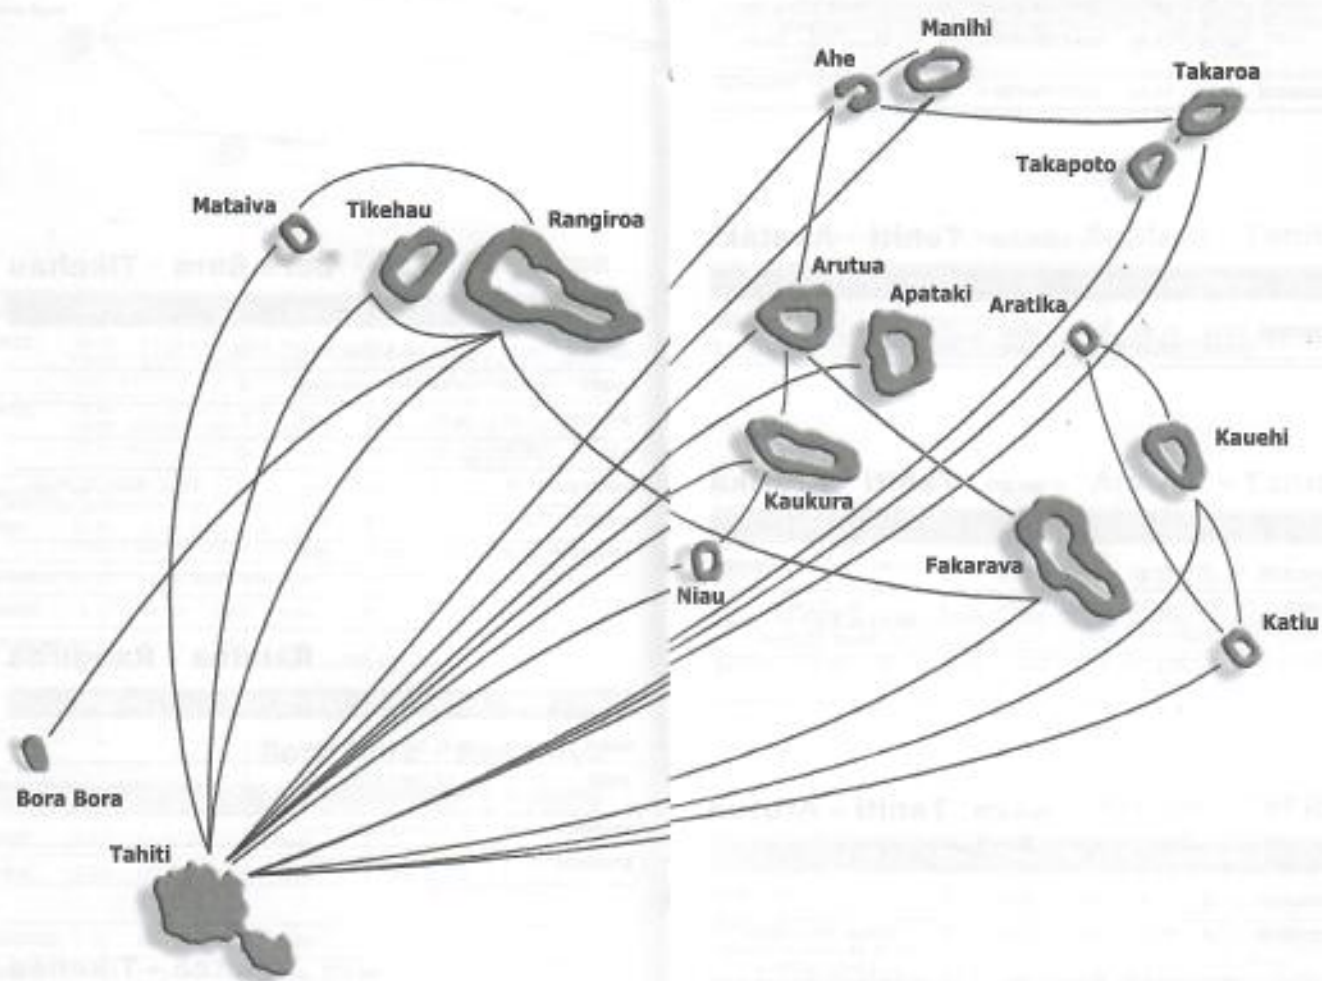 Manihi
Ahe
Takaroa
Takapoto
Mataiva
Tikehau
Rangiroa
Arutua
Apataki
Aratika
Kauehi
Kaukura
Fakarava
Niau
Katiu
Bora Bora
Tahiti